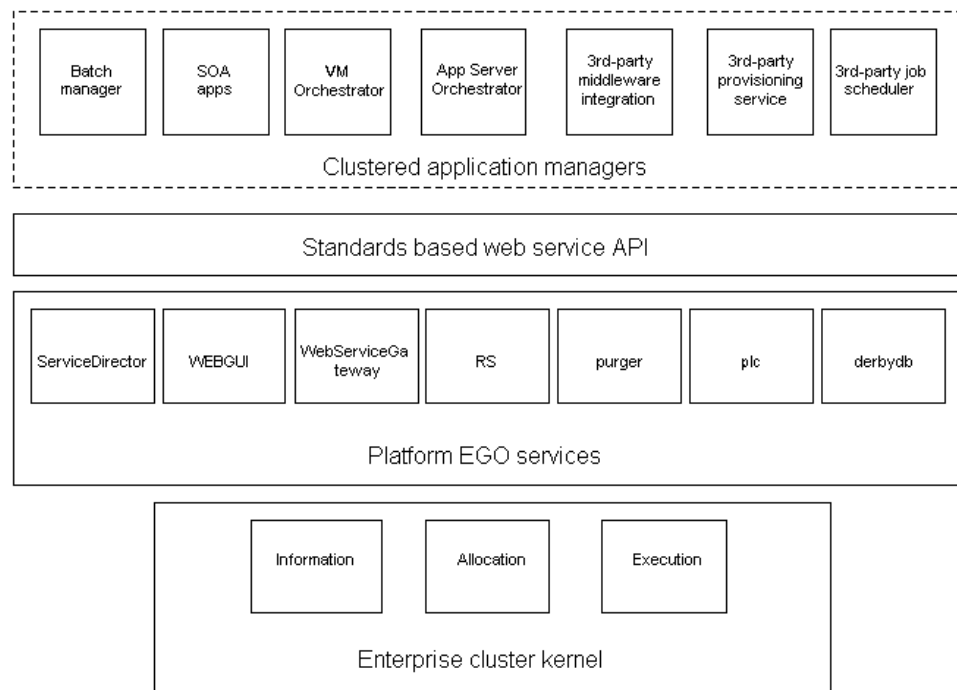 Batch
manager
SOA
apps
VM
Orchestrator
App Server
Orchestrator
3rd-party
middleware
integration
3rd-party
provisioning
service
3rd-party job
scheduler
Clustered application managers
Standards based web service API
ServiceDirector
WEBGUI
WebServiceGa
teway
RS
purger
plc
derbydb
Platform EGO services
Information
Allocation
Execution
Enterprise cluster kernel